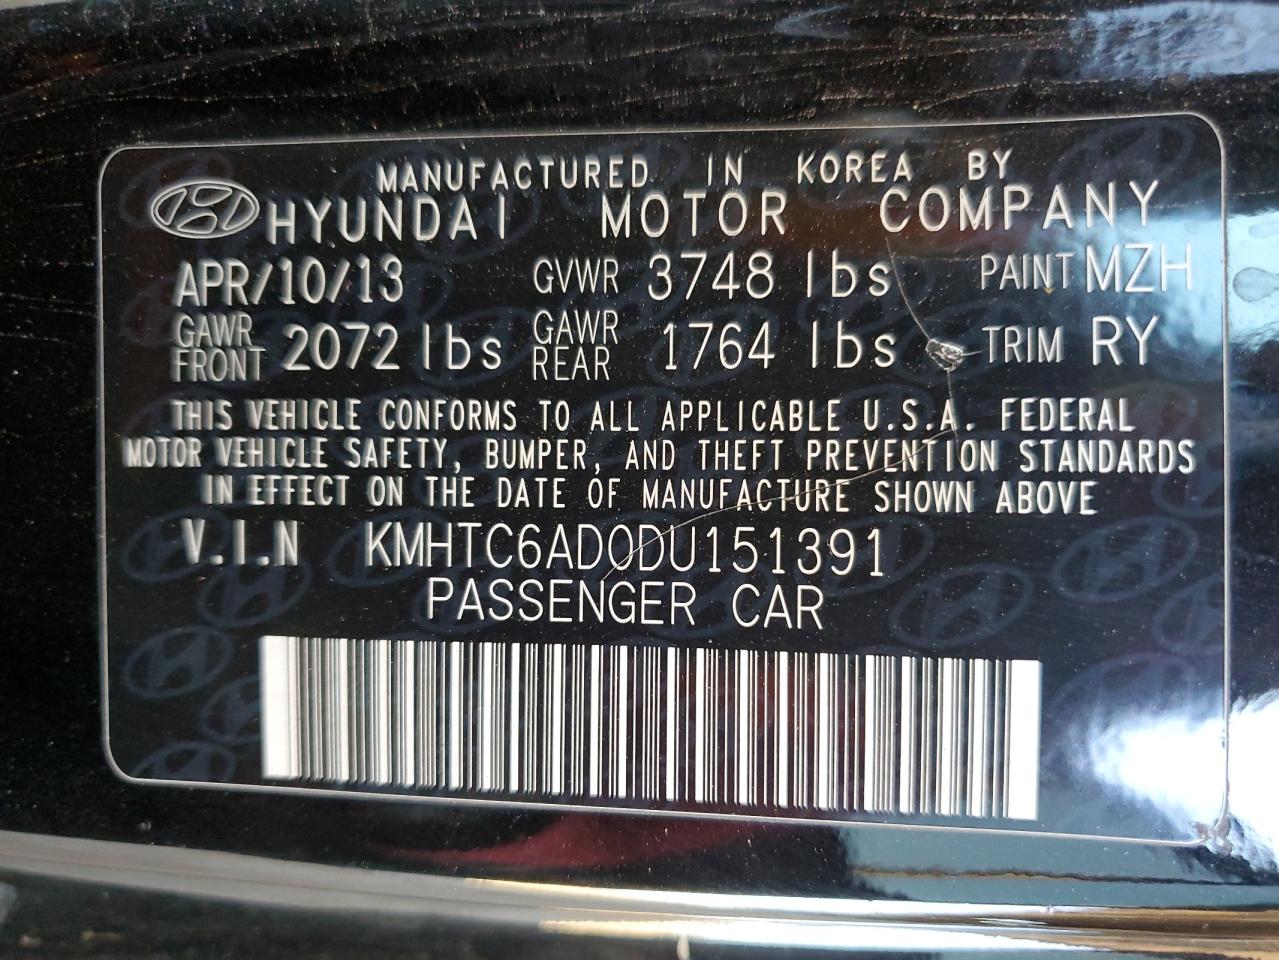 MANUFACTURED IN KOREA BY
HYUNDAI MOTOR COMPANY
APR/10/13 GVWR 3748 lbs PAINT MZH
GAWR FRONT 2072 lbs GAWR REAR 1764 lbs TRIM RY
THIS VEHICLE CONFORMS TO ALL APPLICABLE U.S.A. FEDERAL
MOTOR VEHICLE SAFETY, BUMPER, AND THEFT PREVENTION STANDARDS
IN EFFECT ON THE DATE OF MANUFACTURE SHOWN ABOVE
V.I.N KMHTC6AD0DU151391
PASSENGER CAR